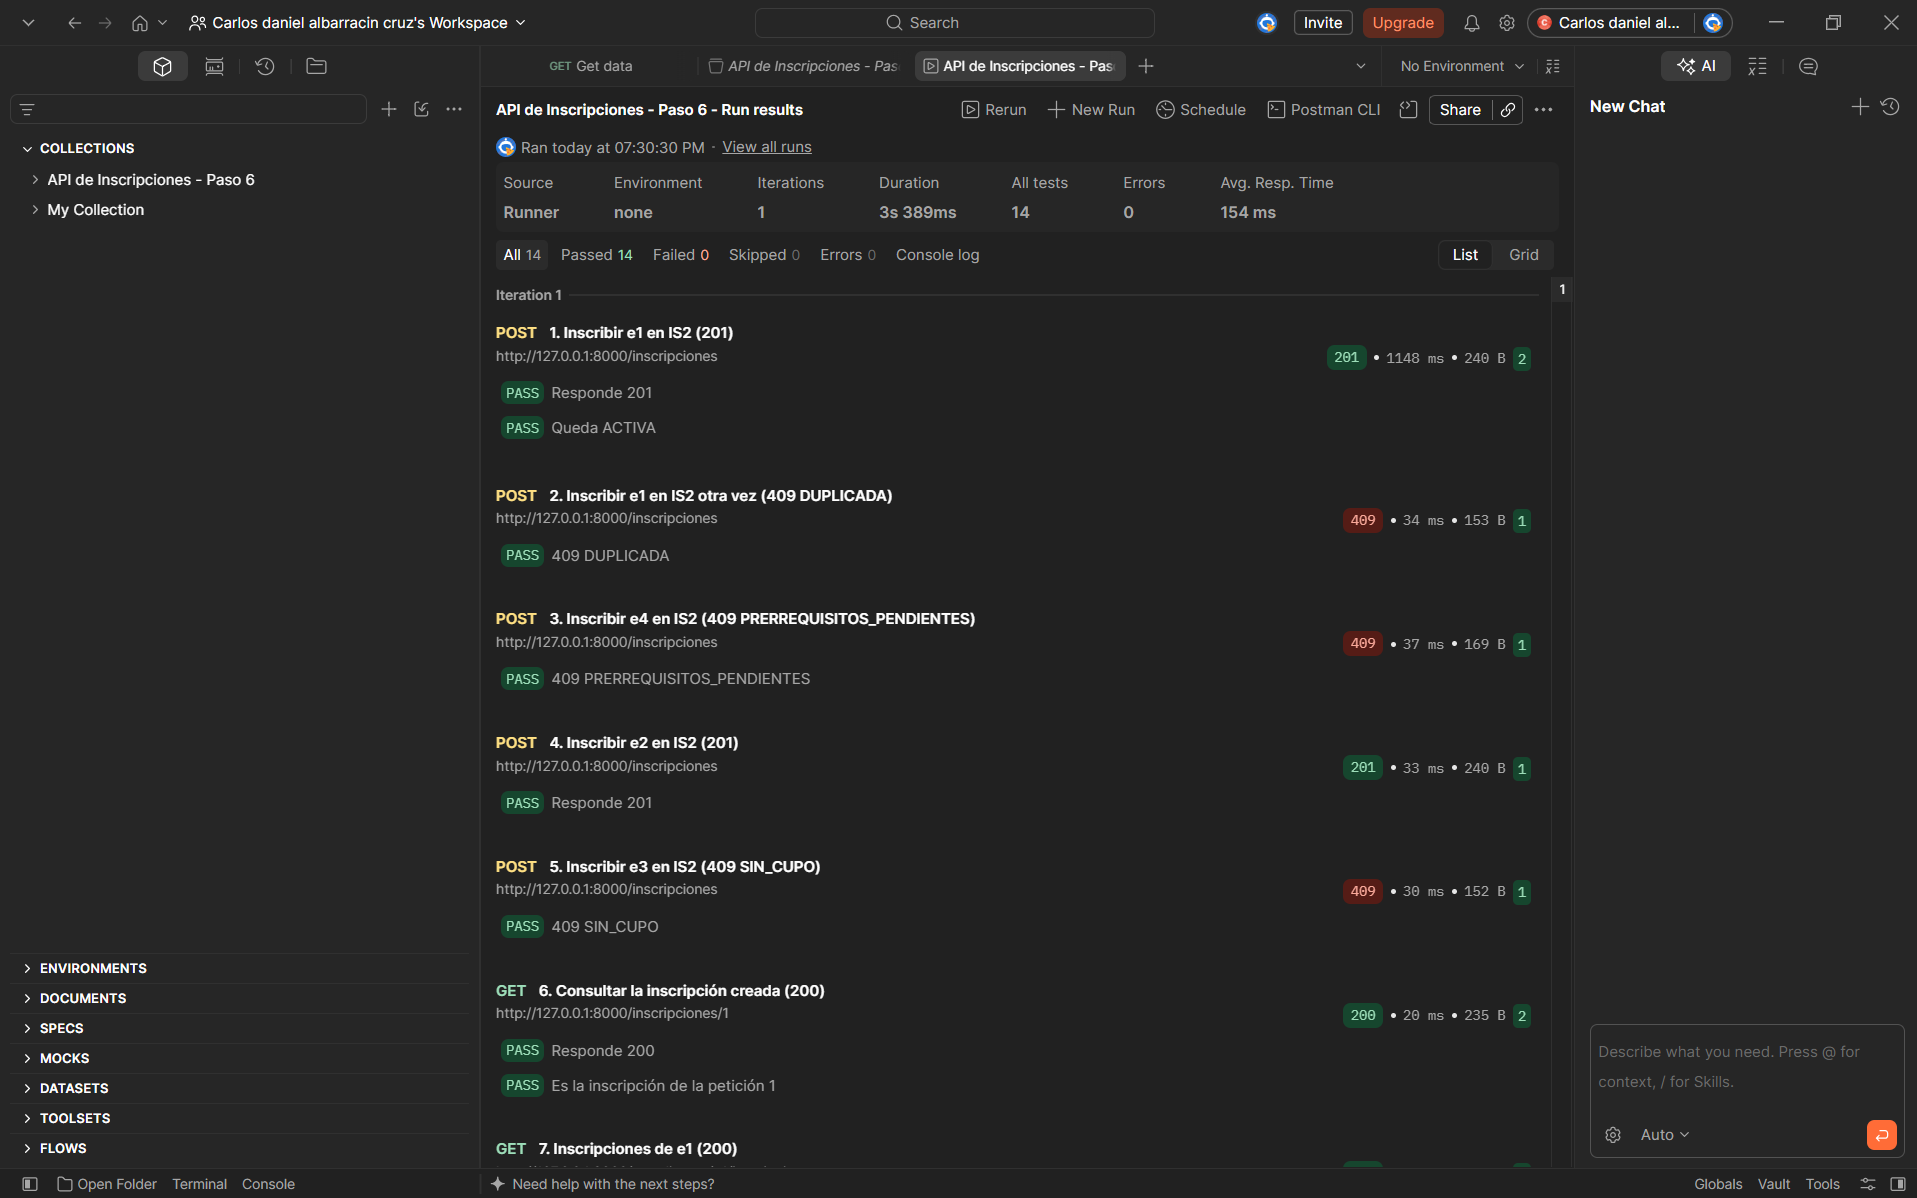 Carlos daniel albarracin cruz's Workspace
Search
Invite
Upgrade
C
Carlos daniel al...
GET Get data
API de Inscripciones - Pas
API de Inscripciones - Pas
No Environment
AI
API de Inscripciones - Paso 6 - Run results
Rerun
New Run
Schedule
Postman CLI
Share
New Chat
Ran today at 07:30:30 PM · View all runs
COLLECTIONS
API de Inscripciones - Paso 6
My Collection
Source Environment Iterations Duration All tests Errors Avg. Resp. Time
Runner none 1 3s 389ms 14 0 154 ms
All 14 Passed 14 Failed 0 Skipped 0 Errors 0 Console log
List Grid
Iteration 1
1
POST 1. Inscribir e1 en IS2 (201)
http://127.0.0.1:8000/inscripciones
201 • 1148 ms • 240 B 2
PASS Responde 201
PASS Queda ACTIVA
POST 2. Inscribir e1 en IS2 otra vez (409 DUPLICADA)
http://127.0.0.1:8000/inscripciones
409 • 34 ms • 153 B 1
PASS 409 DUPLICADA
POST 3. Inscribir e4 en IS2 (409 PRERREQUISITOS_PENDIENTES)
http://127.0.0.1:8000/inscripciones
409 • 37 ms • 169 B 1
PASS 409 PRERREQUISITOS_PENDIENTES
POST 4. Inscribir e2 en IS2 (201)
http://127.0.0.1:8000/inscripciones
201 • 33 ms • 240 B 1
PASS Responde 201
POST 5. Inscribir e3 en IS2 (409 SIN_CUPO)
http://127.0.0.1:8000/inscripciones
409 • 30 ms • 152 B 1
PASS 409 SIN_CUPO
GET 6. Consultar la inscripción creada (200)
http://127.0.0.1:8000/inscripciones/1
200 • 20 ms • 235 B 2
PASS Responde 200
PASS Es la inscripción de la petición 1
GET 7. Inscripciones de e1 (200)
ENVIRONMENTS
DOCUMENTS
SPECS
MOCKS
DATASETS
TOOLSETS
FLOWS
Describe what you need. Press @ for
context, / for Skills.
Auto
Open Folder Terminal Console
Need help with the next steps?
Globals Vault Tools